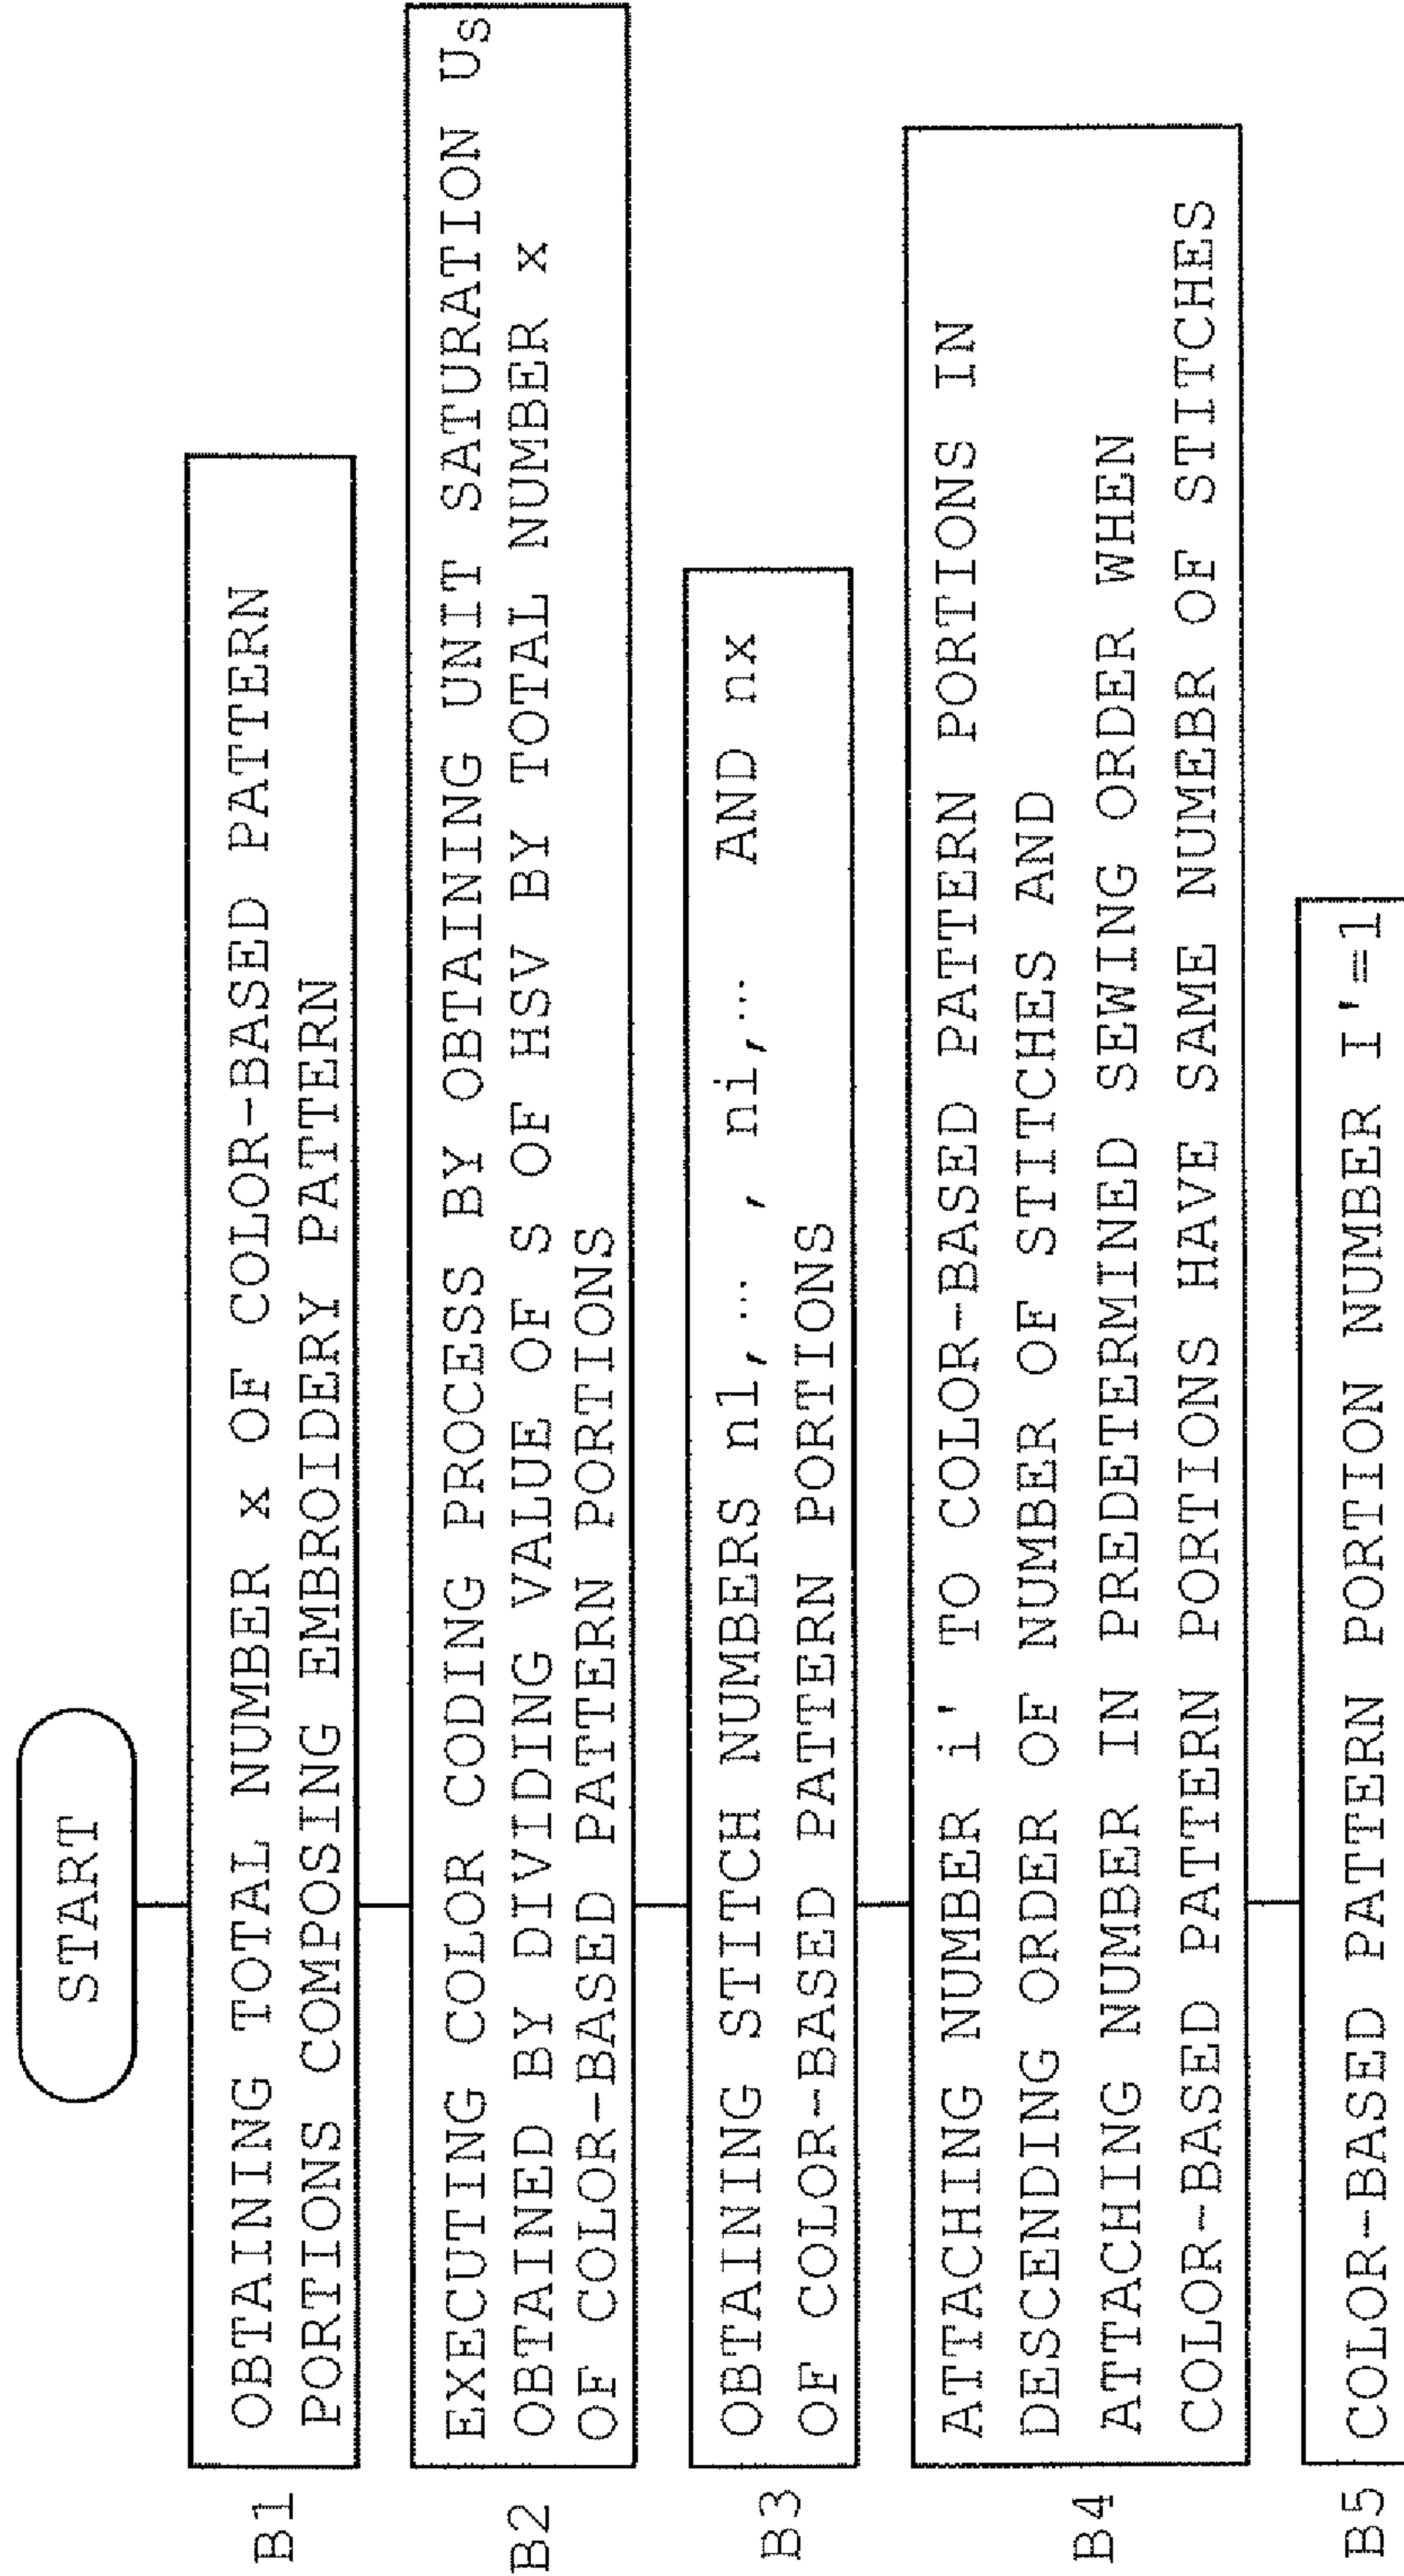 START
B1
OBTAINING TOTAL NUMBER x OF COLOR-BASED PATTERN
PORTIONS COMPOSING EMBROIDERY PATTERN
B2
EXECUTING COLOR CODING PROCESS BY OBTAINING UNIT SATURATION Us
OBTAINED BY DIVIDING VALUE OF S OF HSV BY TOTAL NUMBER x
OF COLOR-BASED PATTERN PORTIONS
B3
OBTAINING STITCH NUMBERS n1,… , ni,… AND nx
OF COLOR-BASED PATTERN PORTIONS
B4
ATTACHING NUMBER i' TO COLOR-BASED PATTERN PORTIONS IN
DESCENDING ORDER OF NUMBER OF STITCHES AND
ATTACHING NUMBER IN PREDETERMINED SEWING ORDER WHEN
COLOR-BASED PATTERN PORTIONS HAVE SAME NUMEBR OF STITCHES
B5
COLOR-BASED PATTERN PORTION NUMBER I'=1